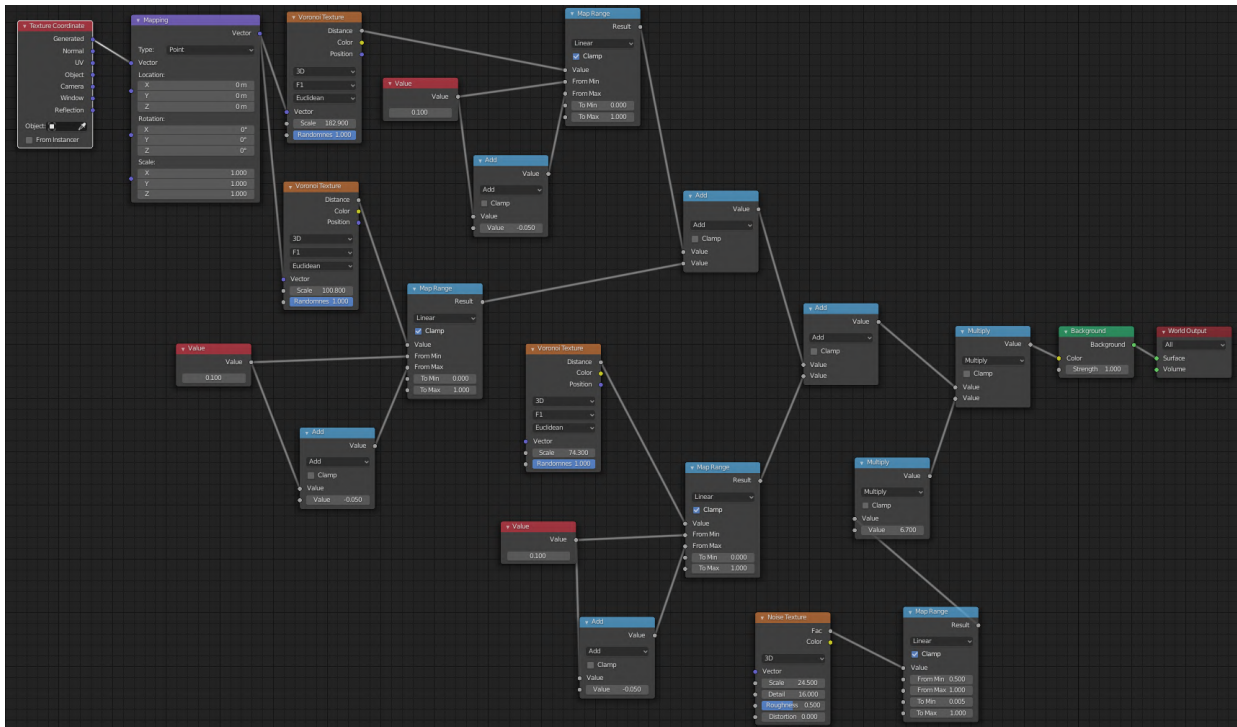 Texture Coordinate
Generated
Normal
UV
Object
Camera
Window
Reflection
Object:
From Instancer
Mapping
Vector
Type: Point
Vector
Location:
X 0 m
Y 0 m
Z 0 m
Rotation:
X 0°
Y 0°
Z 0°
Scale:
X 1.000
Y 1.000
Z 1.000
Voronoi Texture
Distance
Color
Position
3D
F1
Euclidean
Vector
Scale 182.900
Randomnes 1.000
Value
Value
0.100
Map Range
Result
Linear
Clamp
Value
From Min
From Max
To Min 0.000
To Max 1.000
Add
Value
Add
Clamp
Value
Value -0.050
Voronoi Texture
Distance
Color
Position
3D
F1
Euclidean
Vector
Scale 100.800
Randomnes 1.000
Add
Value
Add
Clamp
Value
Value
Map Range
Result
Linear
Clamp
Value
From Min
From Max
To Min 0.000
To Max 1.000
Value
Value
0.100
Add
Value
Add
Clamp
Value
Value -0.050
Voronoi Texture
Distance
Color
Position
3D
F1
Euclidean
Vector
Scale 74.300
Randomnes 1.000
Add
Value
Add
Clamp
Value
Value
Multiply
Value
Multiply
Clamp
Value
Value
Background
Background
Color
Strength 1.000
World Output
All
Surface
Volume
Map Range
Result
Linear
Clamp
Value
From Min
From Max
To Min 0.000
To Max 1.000
Multiply
Value
Multiply
Clamp
Value
Value 6.700
Value
Value
0.100
Add
Value
Add
Clamp
Value
Value -0.050
Noise Texture
Fac
Color
3D
Vector
Scale 24.500
Detail 16.000
Roughness 0.500
Distortion 0.000
Map Range
Result
Linear
Clamp
Value
From Min 0.500
From Max 1.000
To Min 0.005
To Max 1.000